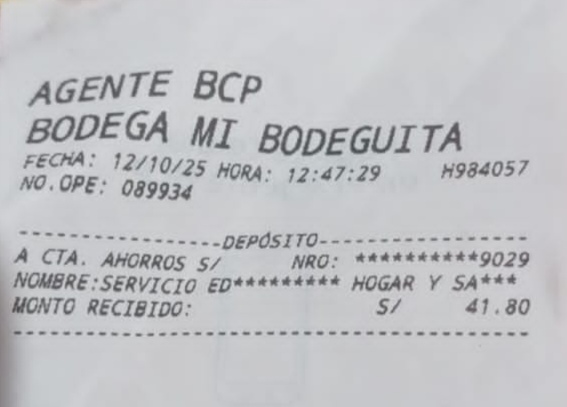 AGENTE BCP
BODEGA MI BODEGUITA
FECHA: 12/10/25 HORA: 12:47:29 H984057
NO.OPE: 089934
-----------------DEPÓSITO-----------------
A CTA. AHORROS S/ NRO: **********9029
NOMBRE:SERVICIO ED********* HOGAR Y SA***
MONTO RECIBIDO: S/ 41.80
------------------------------------------